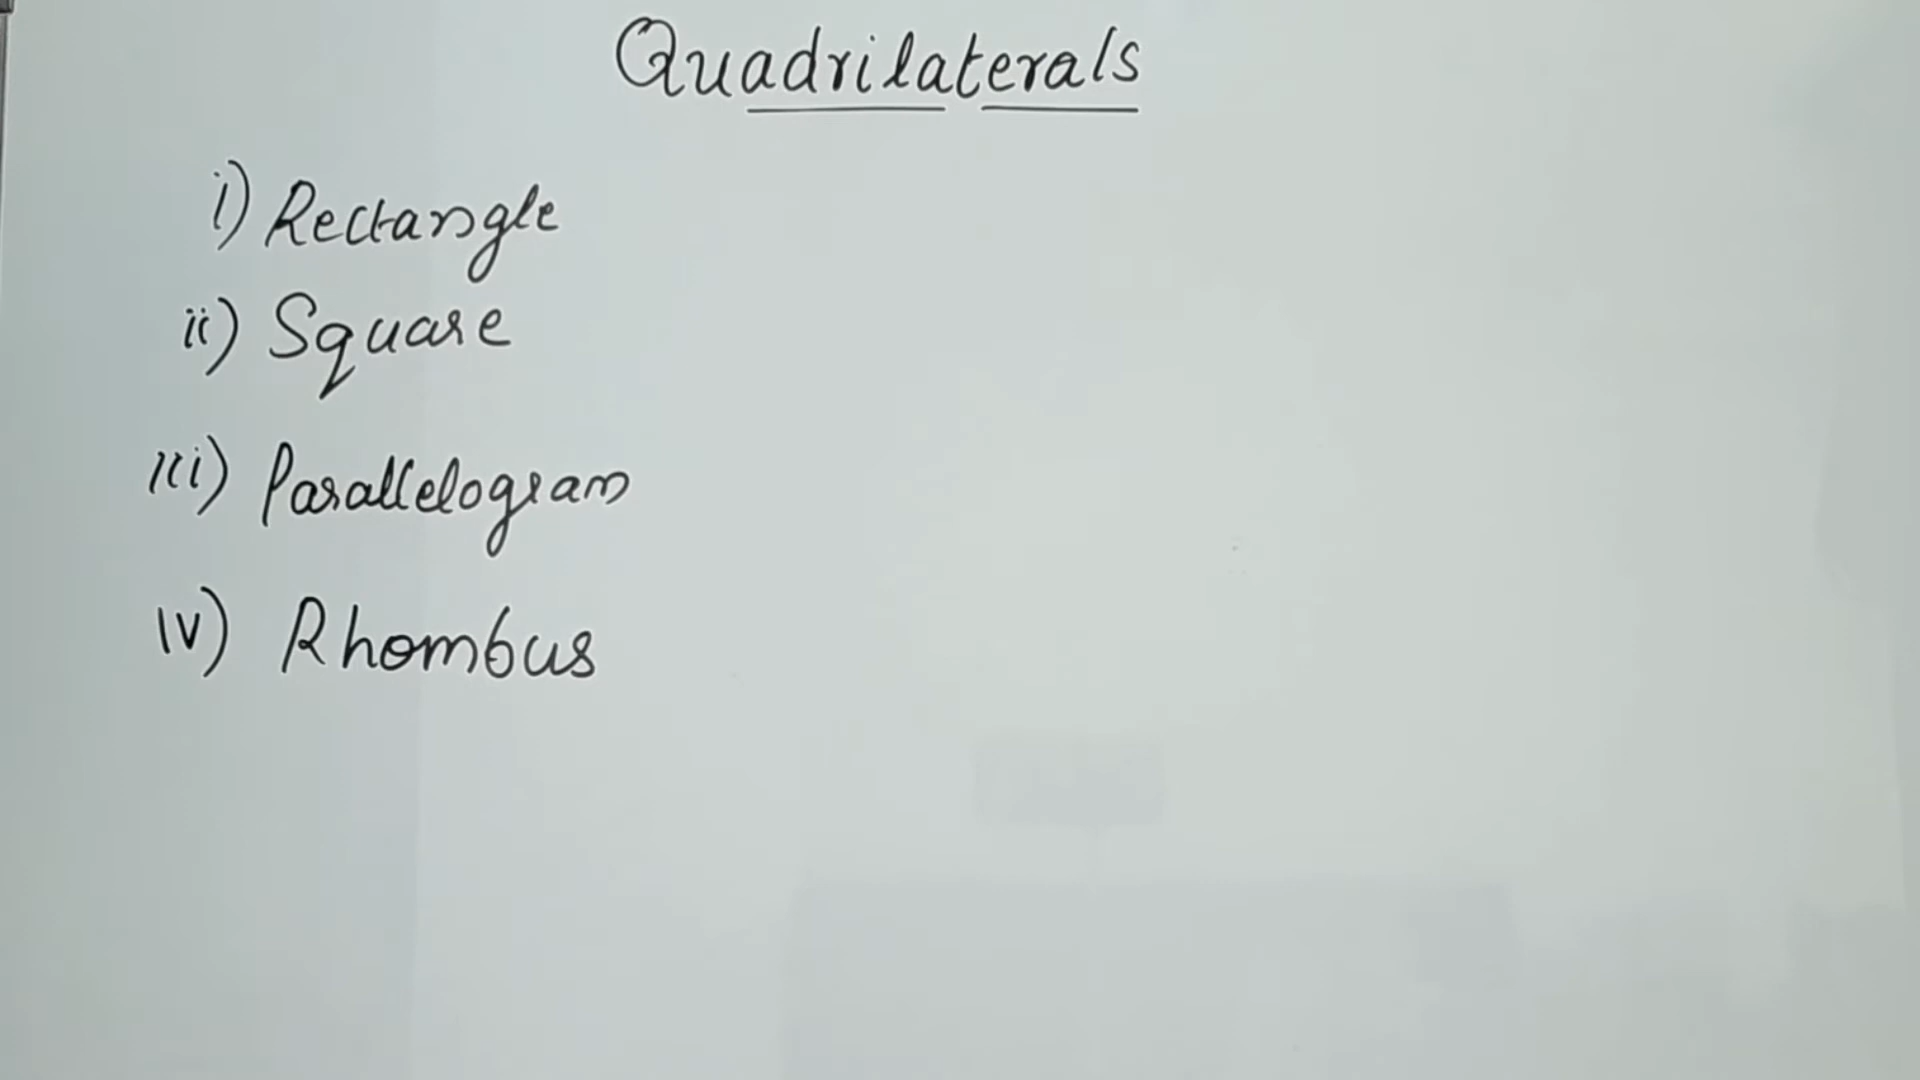 Quadrilaterals
i) Rectangle
ii) Square
iii) Parallelogram
iv) Rhombus